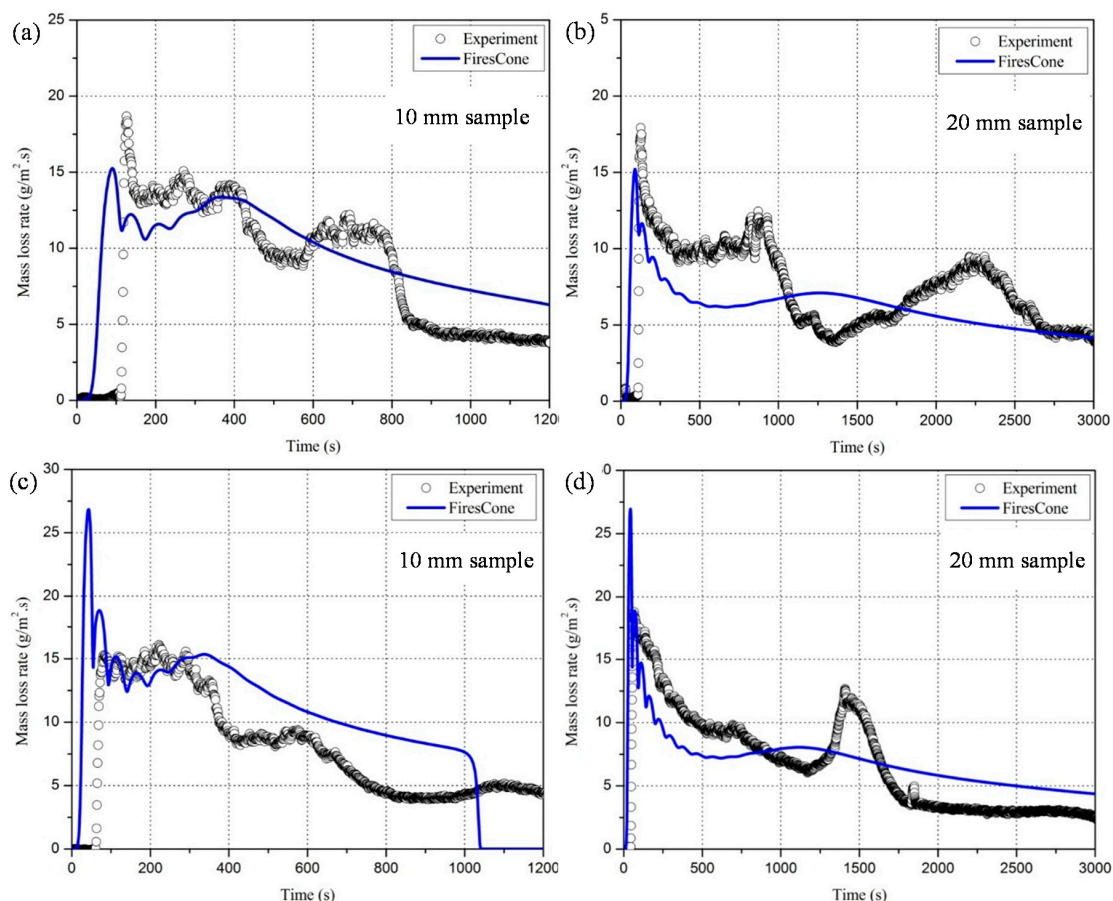 (a)
25
20
15
10
5
0
Mass loss rate (g/m².s)
Experiment
FiresCone
10 mm sample
0 200 400 600 800 1000 120
Time (s)
(b)
5
20
15
10
5
0
Mass loss rate (g/m².s)
Experiment
FiresCone
20 mm sample
0 500 1000 1500 2000 2500 3000
Time (s)
(c)
30
25
20
15
10
5
0
Mass loss rate (g/m².s)
Experiment
FiresCone
10 mm sample
0 200 400 600 800 1000 1200
Time (s)
(d)
0
25
20
15
10
5
0
Mass loss rate (g/m².s)
Experiment
FiresCone
20 mm sample
0 500 1000 1500 2000 2500 3000
Time (s)